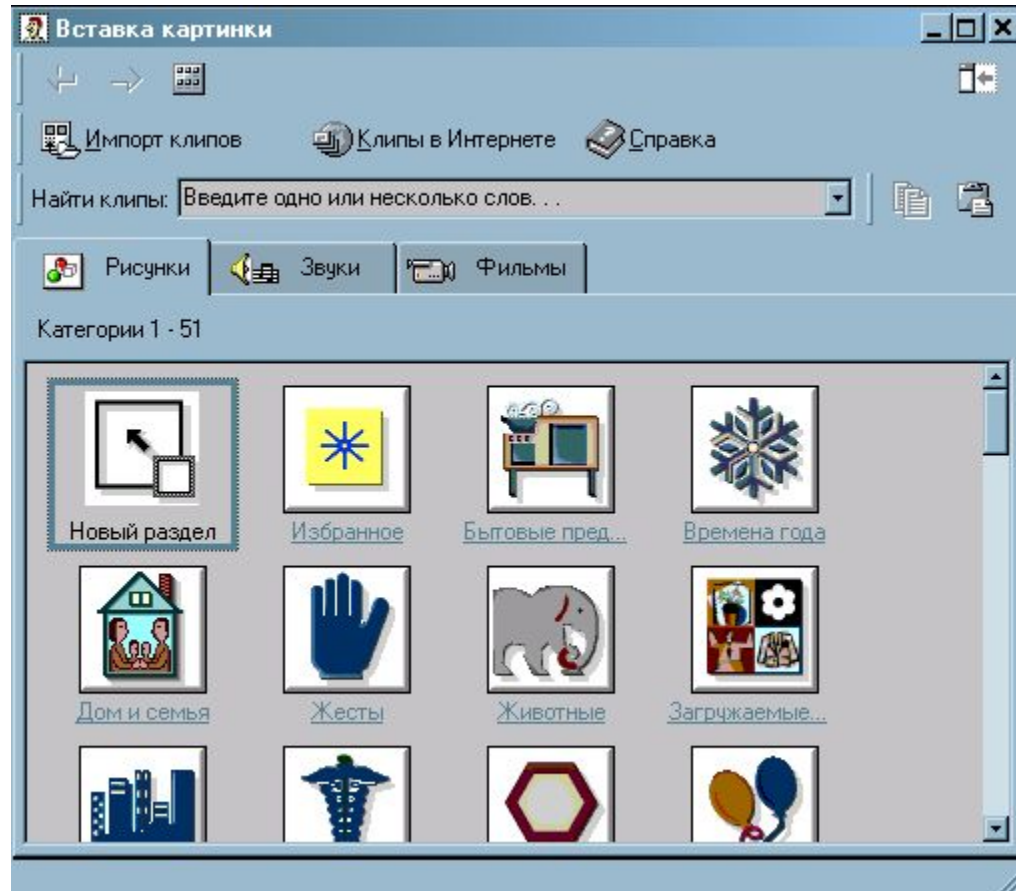 Вставка картинки
Импорт клипов Клипы в Интернете Справка
Найти клипы: Введите одно или несколько слов. . .
Рисунки Звуки Фильмы
Категории 1 - 51
Новый раздел Избранное Бытовые пред... Времена года
Дом и семья Жесты Животные Загружаемые...